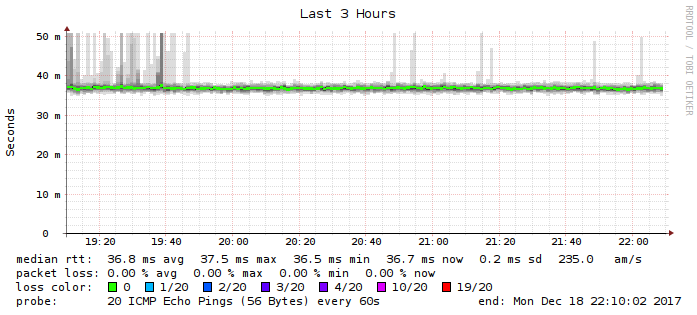 Last 3 Hours
RRDTOOL / TOBI OETIKER
Seconds
50 m
40 m
30 m
20 m
10 m
0
19:20 19:40 20:00 20:20 20:40 21:00 21:20 21:40 22:00
median rtt: 36.8 ms avg 37.5 ms max 36.5 ms min 36.7 ms now 0.2 ms sd 235.0 am/s
packet loss: 0.00 % avg 0.00 % max 0.00 % min 0.00 % now
loss color: 0 1/20 2/20 3/20 4/20 10/20 19/20
probe: 20 ICMP Echo Pings (56 Bytes) every 60s end: Mon Dec 18 22:10:02 2017